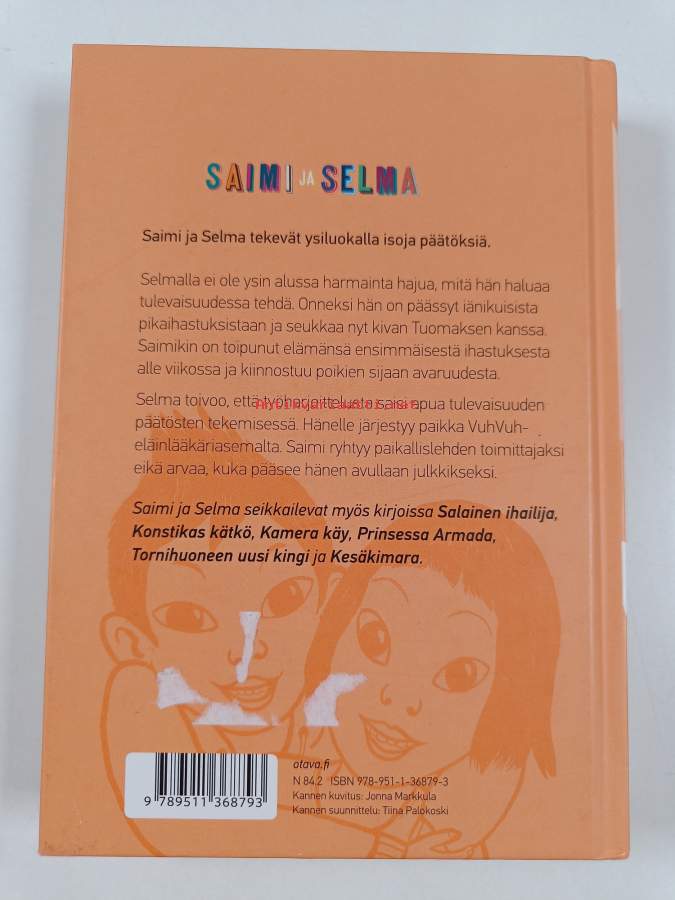 SAIMI JA SELMA
Saimi ja Selma tekevät ysiluokalla isoja päätöksiä.
Selmalla ei ole ysin alussa harmainta hajua, mitä hän haluaa
tulevaisuudessa tehdä. Onneksi hän on päässyt iänikuisista
pikaihastuksistaan ja seukkaa nyt kivan Tuomaksen kanssa.
Saimikin on toipunut elämänsä ensimmäisestä ihastuksesta
alle viikossa ja kiinnostuu poikien sijaan avaruudesta.
Selma toivoo, että työharjoittelusta saisi apua tulevaisuuden
päätösten tekemisessä. Hänelle järjestyy paikka VuhVuh-
eläinlääkäriasemalta. Saimi ryhtyy paikallislehden toimittajaksi
eikä arvaa, kuka pääsee hänen avullaan julkkikseksi.
Saimi ja Selma seikkailevat myös kirjoissa Salainen ihailija,
Konstikas kätkö, Kamera käy, Prinsessa Armada,
Tornihuoneen uusi kingi ja Kesäkimara.
otava.fi
N 84.2 ISBN 978-951-1-36879-3
Kannen kuvitus: Jonna Markkula
Kannen suunnittelu: Tiina Palokoski
9 789511 368793